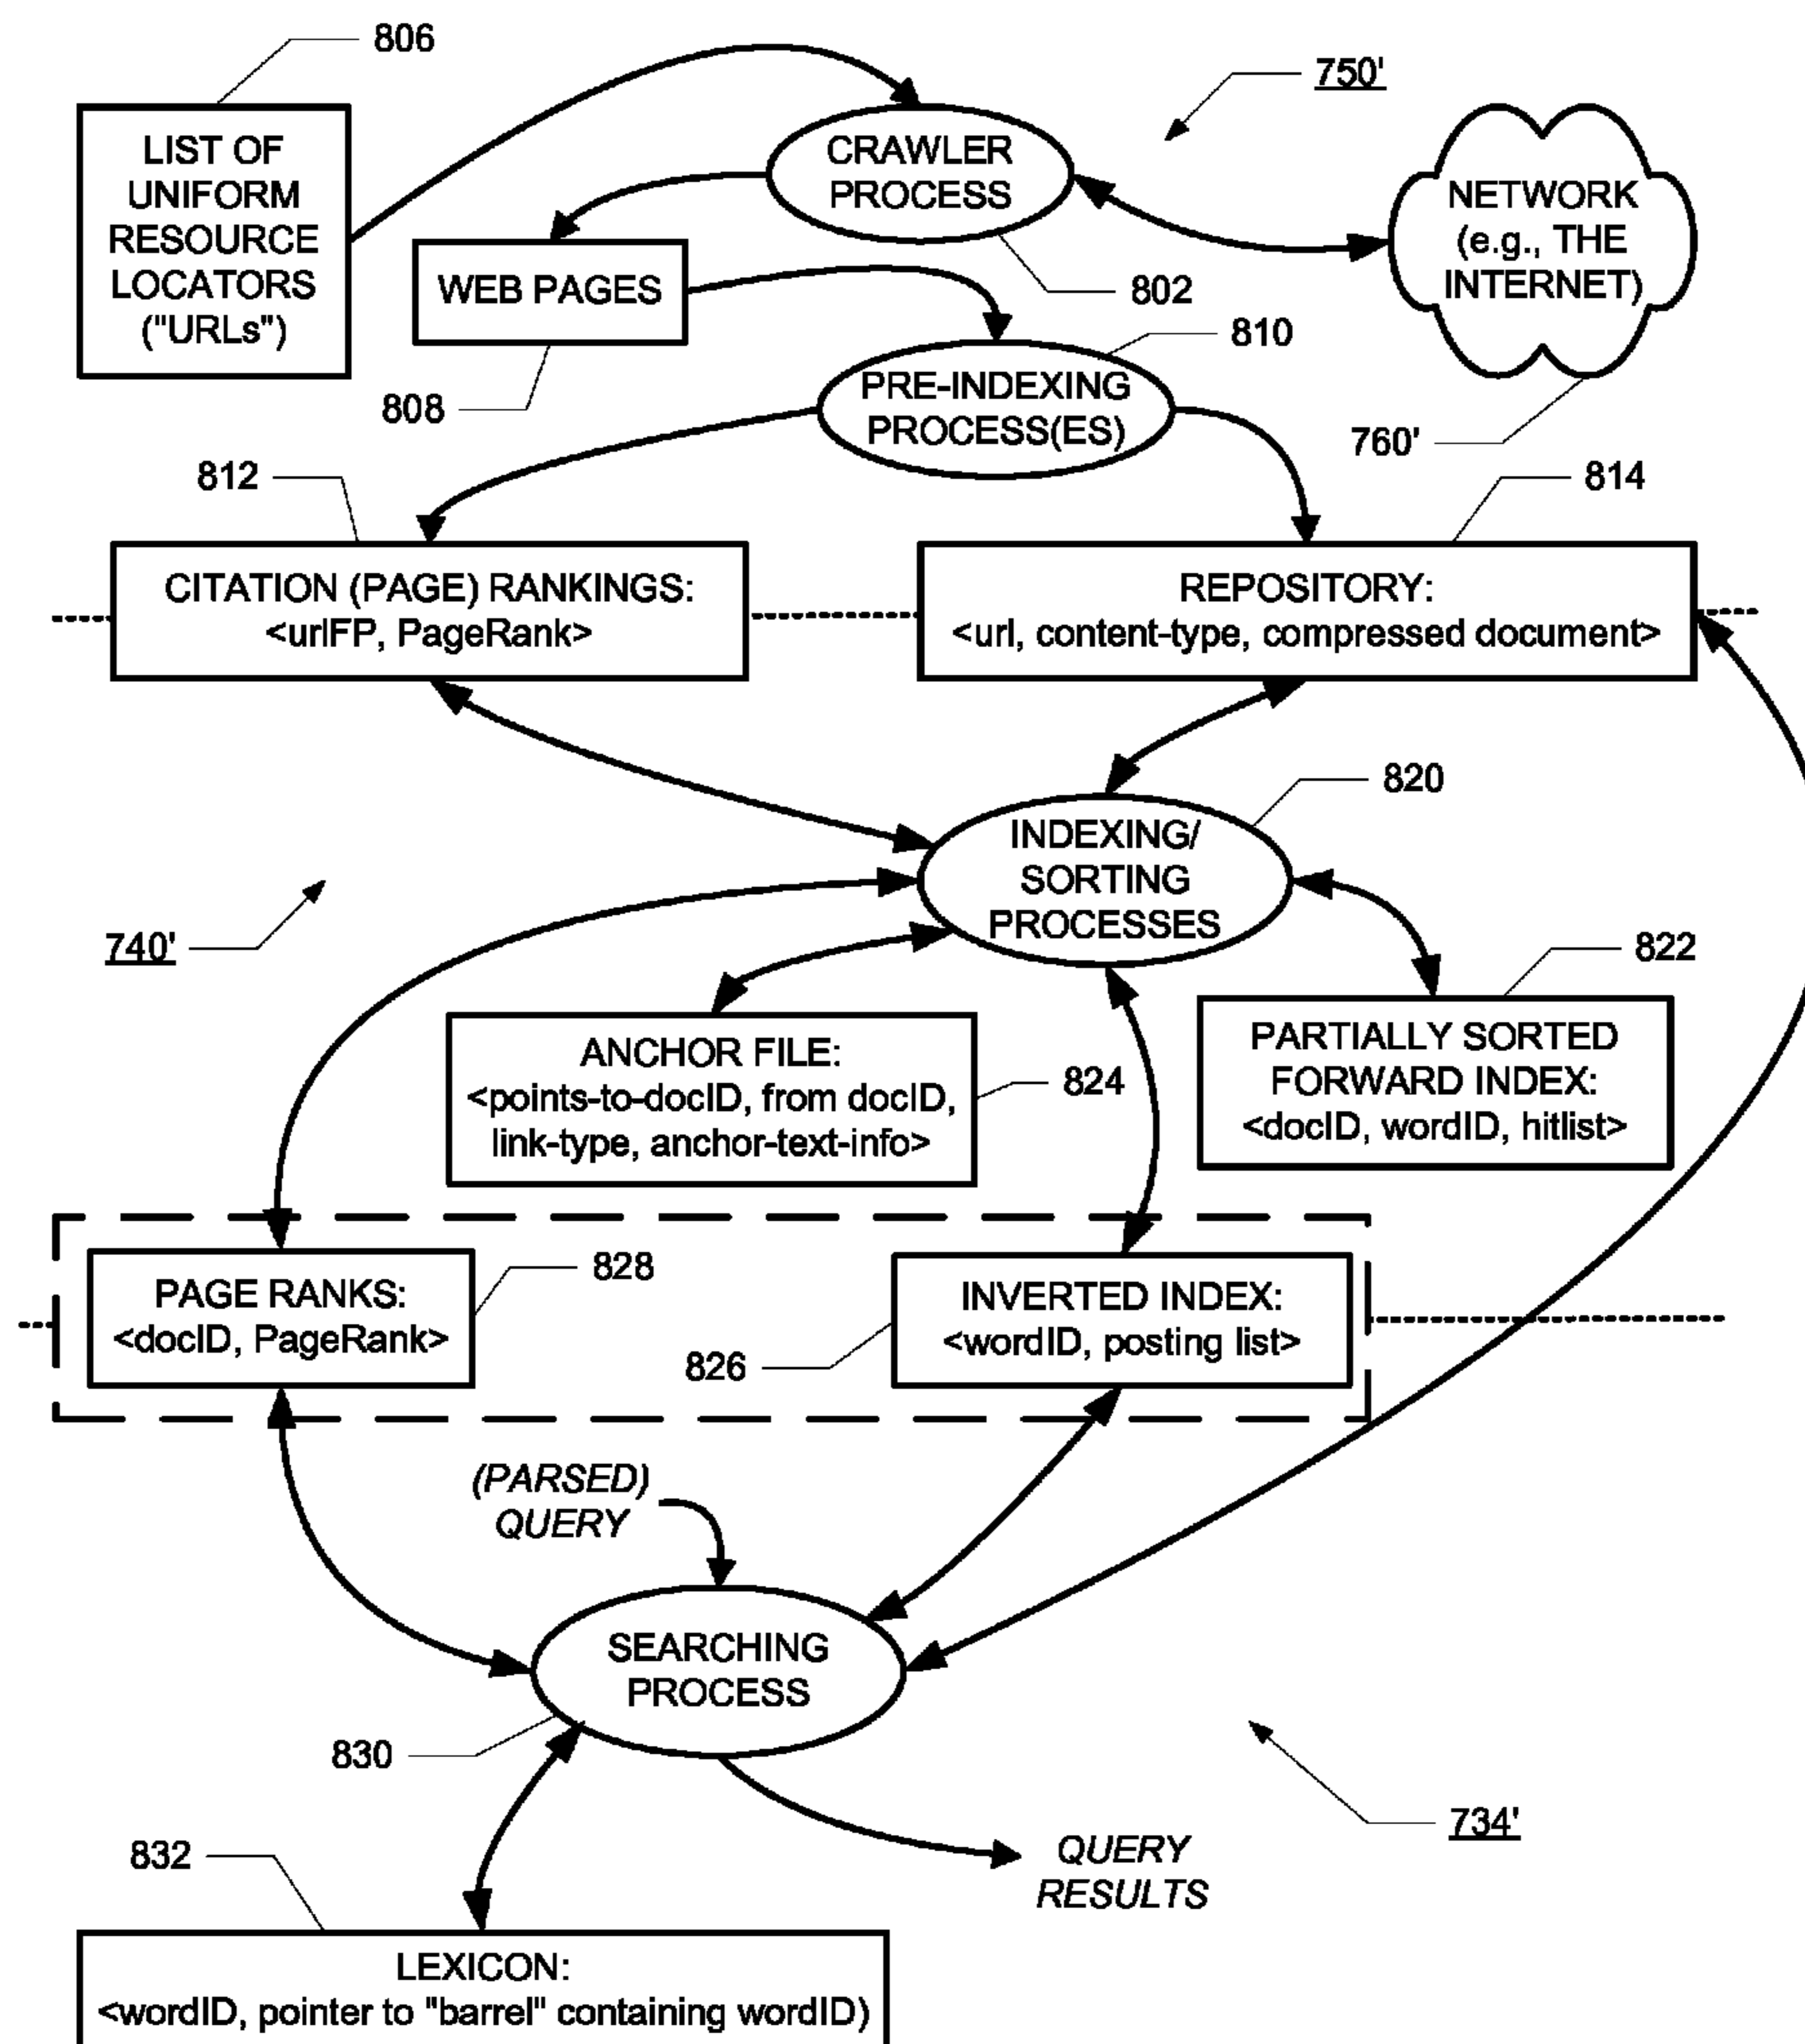 806
750'
LIST OF
UNIFORM
RESOURCE
LOCATORS
("URLs")
CRAWLER
PROCESS
NETWORK
(e.g., THE
INTERNET)
WEB PAGES
802
810
808
PRE-INDEXING
PROCESS(ES)
760'
812
814
CITATION (PAGE) RANKINGS:
<urlFP, PageRank>
REPOSITORY:
<url, content-type, compressed document>
820
INDEXING/
SORTING
PROCESSES
740'
822
ANCHOR FILE:
<points-to-docID, from docID,
link-type, anchor-text-info>
824
PARTIALLY SORTED
FORWARD INDEX:
<docID, wordID, hitlist>
PAGE RANKS:
<docID, PageRank>
828
INVERTED INDEX:
<wordID, posting list>
826
(PARSED)
QUERY
SEARCHING
PROCESS
830
734'
832
QUERY
RESULTS
LEXICON:
<wordID, pointer to "barrel" containing wordID)